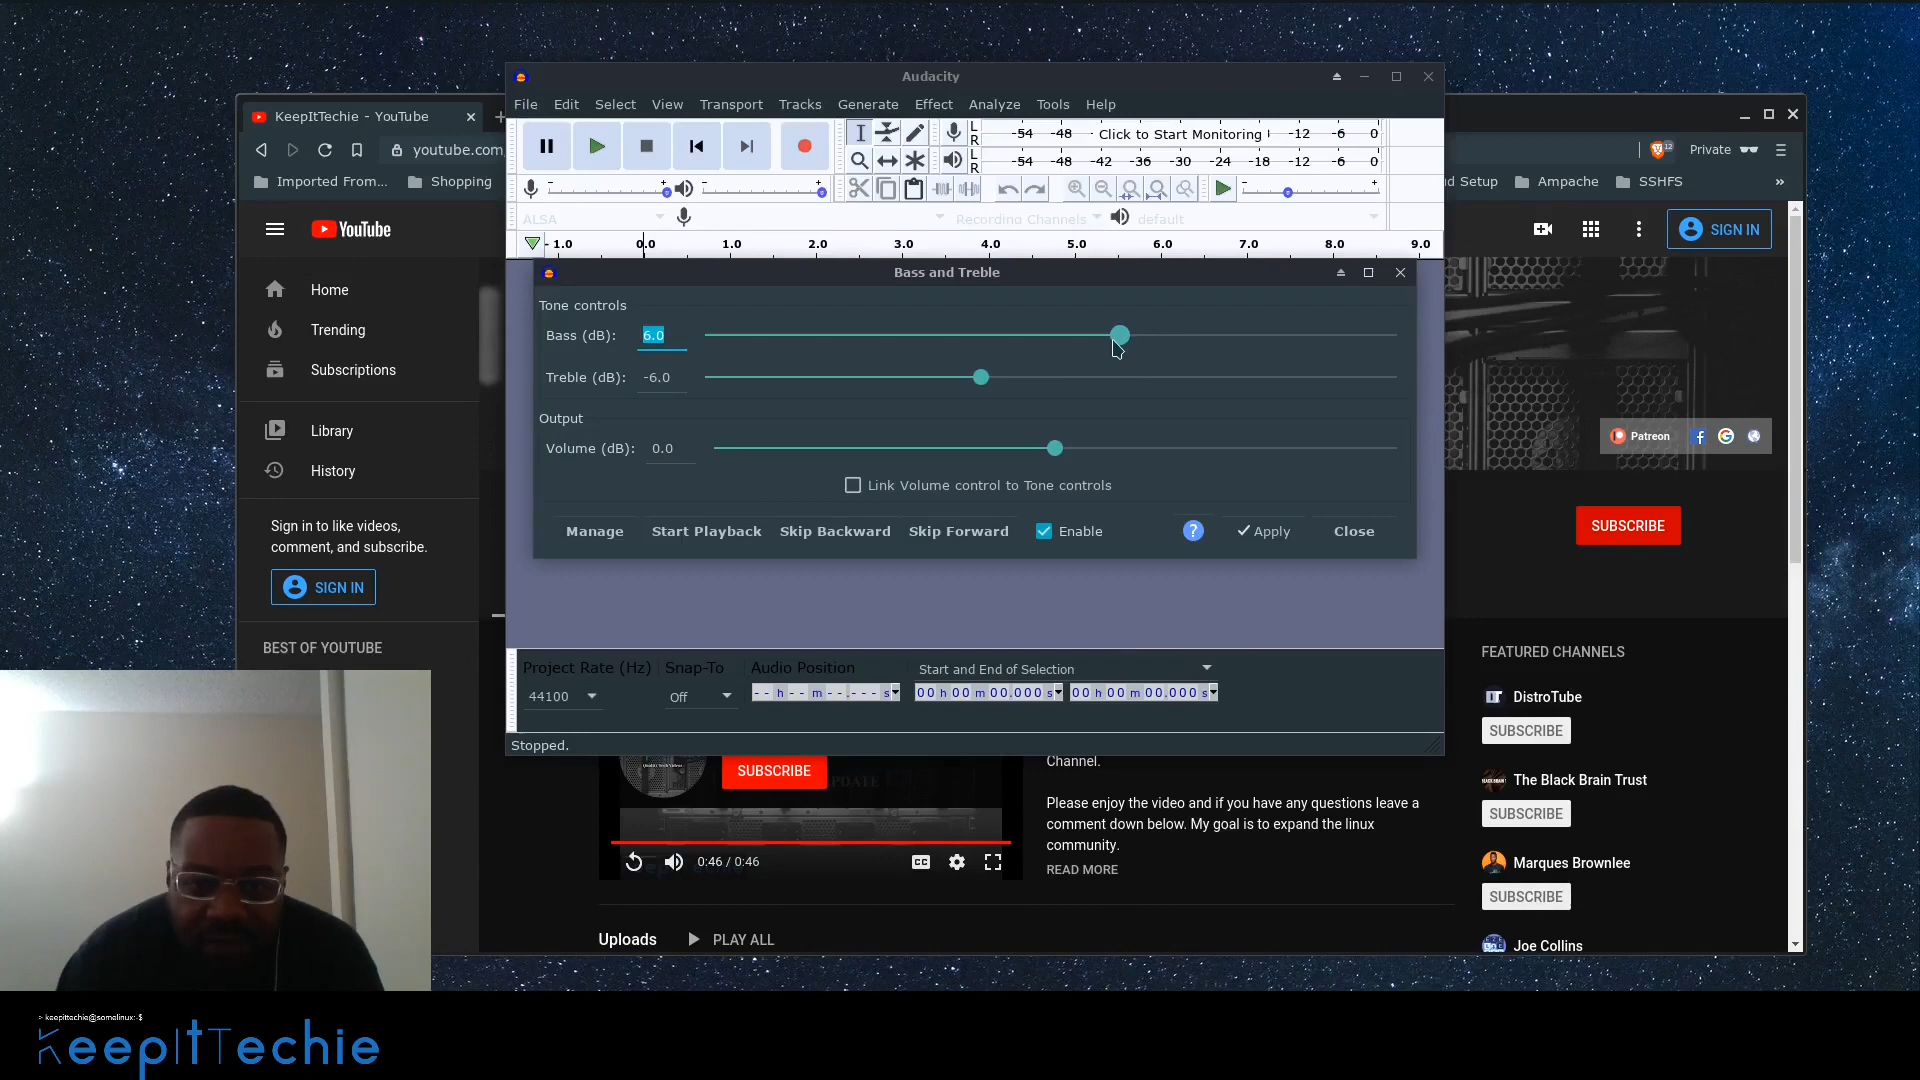 Audacity
KeepItTechie - YouTube
File Edit Select View Transport Tracks Generate Effect Analyze Tools Help
L
R
-54 -48 Click to Start Monitoring -12 -6 0
youtube.com
12
Private
L
R
-54 -48 -42 -36 -30 -24 -18 -12 -6 0
Imported From... Shopping
d Setup Ampache SSHFS »
- + - + - +
ALSA Recording Channels default
YouTube
SIGN IN
- 1.0 0.0 1.0 2.0 3.0 4.0 5.0 6.0 7.0 8.0 9.0
Bass and Treble
Home
Trending
Subscriptions
Library
History
Tone controls
Bass (dB): 6.0
Treble (dB): -6.0
Output
Volume (dB): 0.0
Link Volume control to Tone controls
Manage Start Playback Skip Backward Skip Forward Enable ? Apply Close
Patreon
SUBSCRIBE
Sign in to like videos,
comment, and subscribe.
SIGN IN
BEST OF YOUTUBE
Project Rate (Hz) Snap-To Audio Position Start and End of Selection
44100 Off -- h -- m --.--- s 00 h 00 m 00.000 s 00 h 00 m 00.000 s
Stopped.
FEATURED CHANNELS
DistroTube
SUBSCRIBE
The Black Brain Trust
SUBSCRIBE
Marques Brownlee
SUBSCRIBE
Joe Collins
SUBSCRIBE
UPDATE
0:46 / 0:46
CC
Channel.
Please enjoy the video and if you have any questions leave a
comment down below. My goal is to expand the linux
community.
READ MORE
Uploads PLAY ALL
> keepittechie@somelinux:~$
KeepItTechie